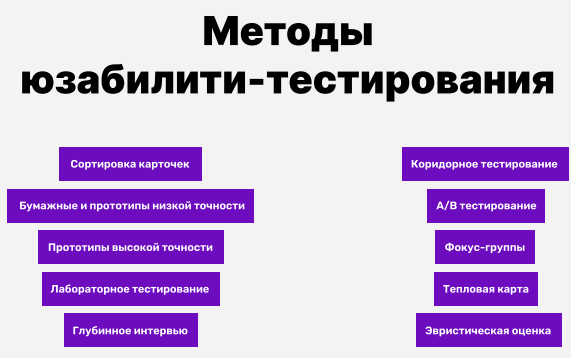 Методы
юзабилити-тестирования
Сортировка карточек
Бумажные и прототипы низкой точности
Прототипы высокой точности
Лабораторное тестирование
Глубинное интервью
Коридорное тестирование
A/B тестирование
Фокус-группы
Тепловая карта
Эвристическая оценка